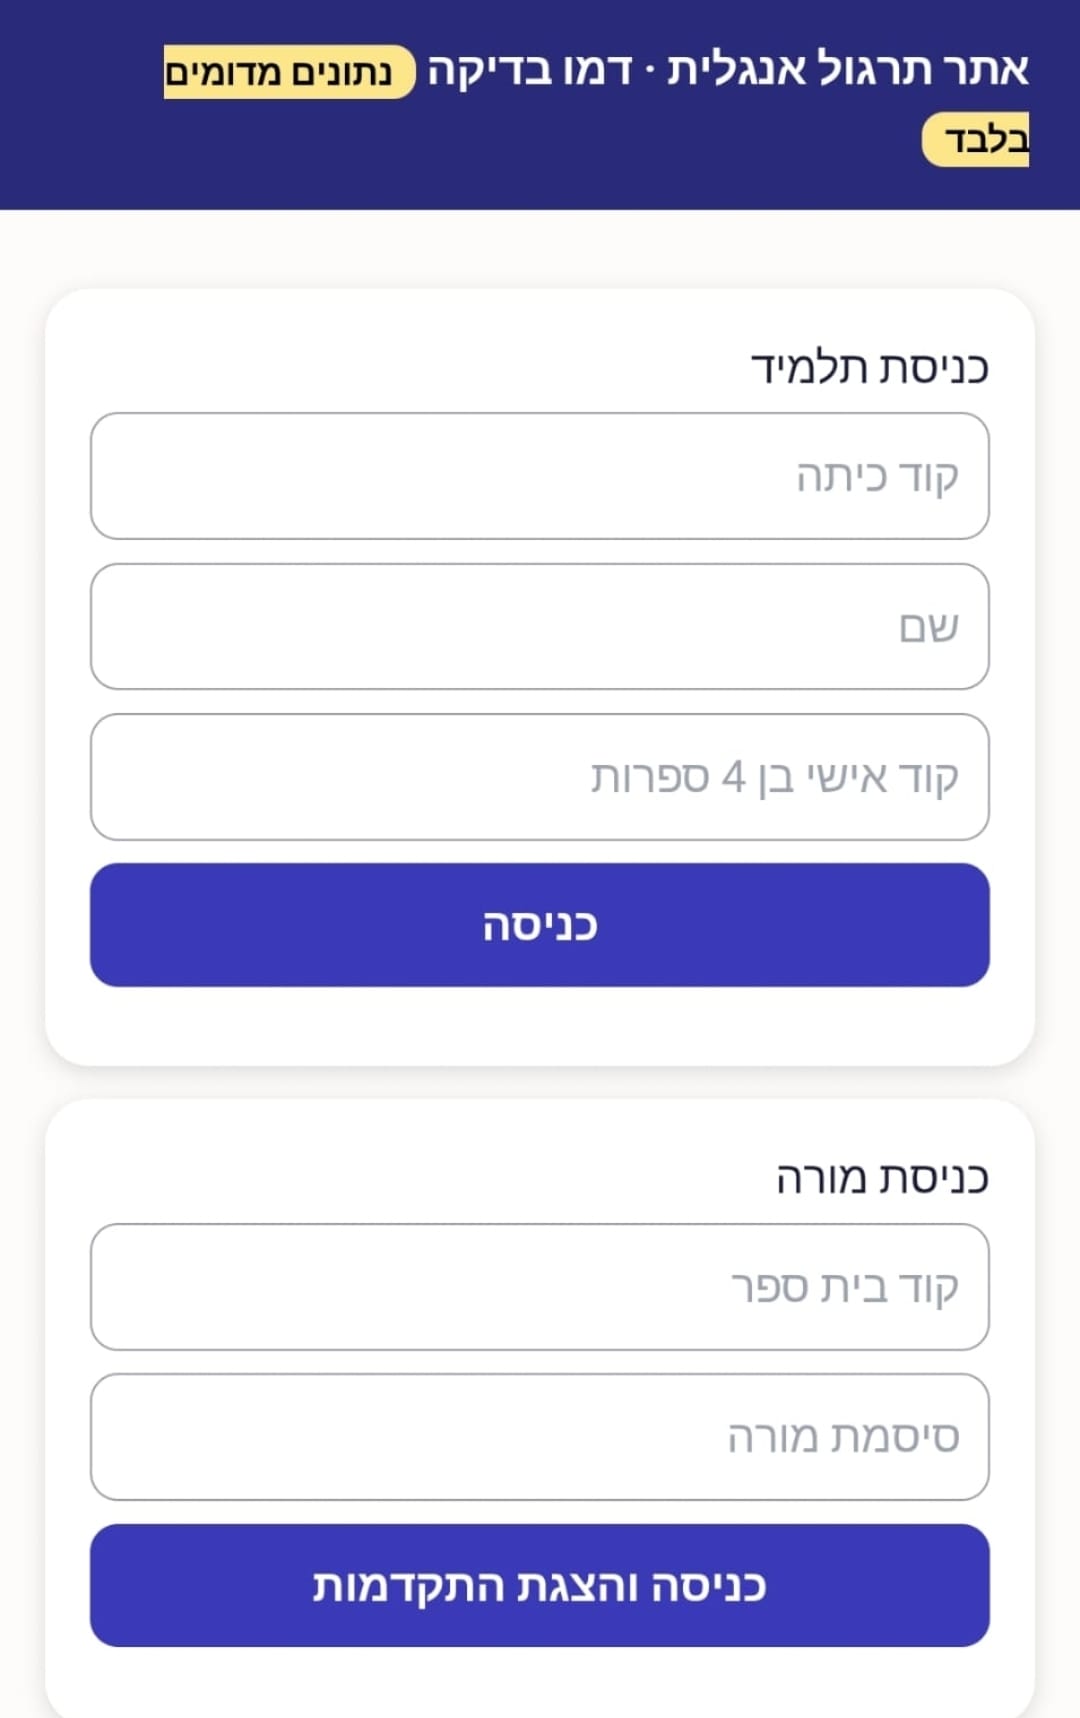 אתר תרגול אנגלית · דמו בדיקה נתונים מדומים
בלבד
כניסת תלמיד
קוד כיתה
שם
קוד אישי בן 4 ספרות
כניסה
כניסת מורה
קוד בית ספר
סיסמת מורה
כניסה והצגת התקדמות